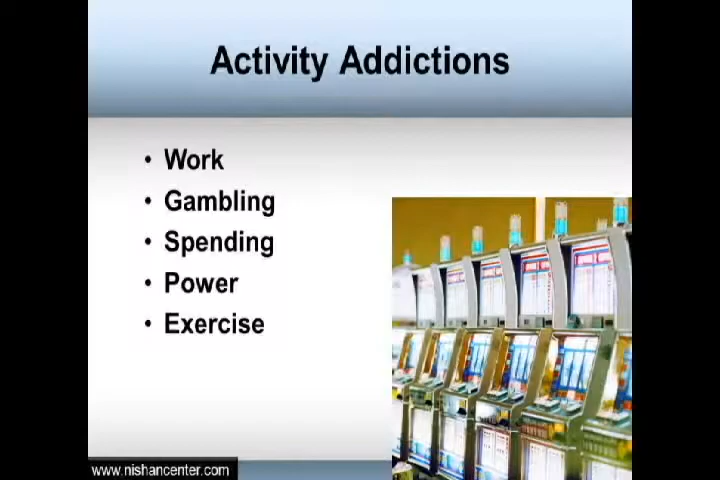 Activity Addictions
• Work
• Gambling
• Spending
• Power
• Exercise
www.nishancenter.com